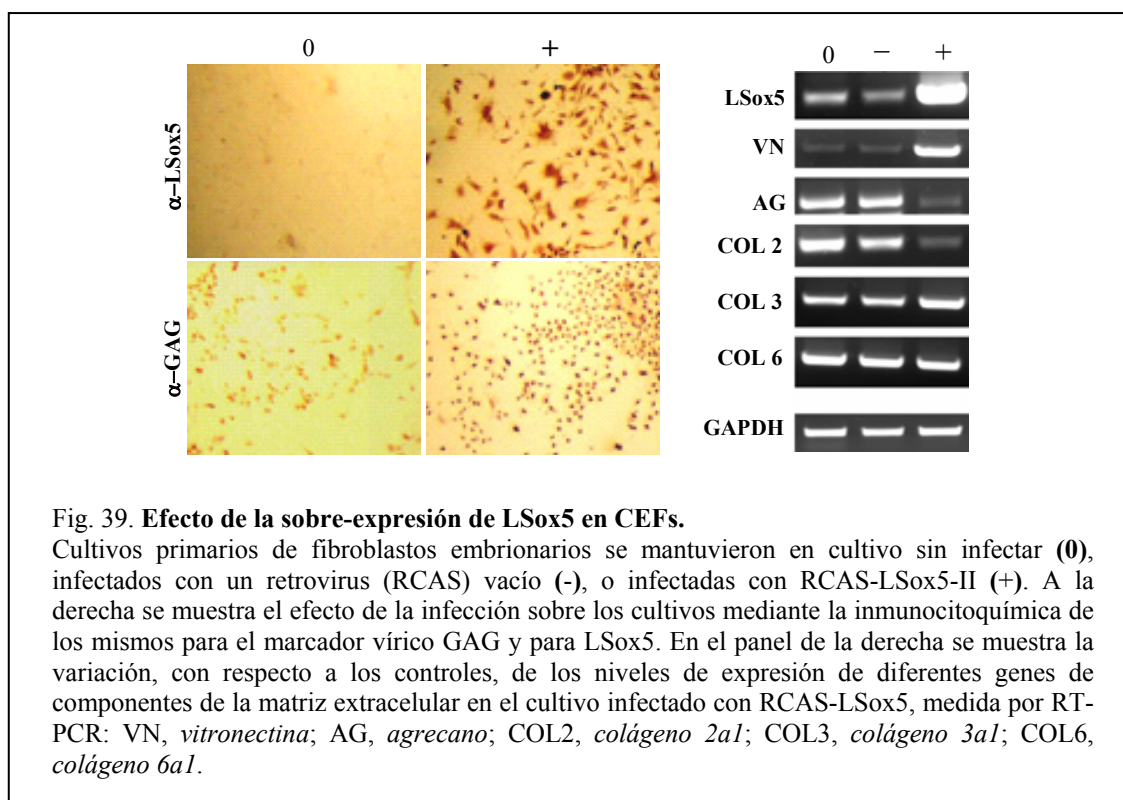 0 +
α–LSox5
α–GAG
0 − +
LSox5
VN
AG
COL 2
COL 3
COL 6
GAPDH
Fig. 39. Efecto de la sobre-expresión de LSox5 en CEFs.
Cultivos primarios de fibroblastos embrionarios se mantuvieron en cultivo sin infectar (0),
infectados con un retrovirus (RCAS) vacío (-), o infectadas con RCAS-LSox5-II (+). A la
derecha se muestra el efecto de la infección sobre los cultivos mediante la inmunocitoquímica de
los mismos para el marcador vírico GAG y para LSox5. En el panel de la derecha se muestra la
variación, con respecto a los controles, de los niveles de expresión de diferentes genes de
componentes de la matriz extracelular en el cultivo infectado con RCAS-LSox5, medida por RT-
PCR: VN, vitronectina; AG, agrecano; COL2, colágeno 2a1; COL3, colágeno 3a1; COL6,
colágeno 6a1.